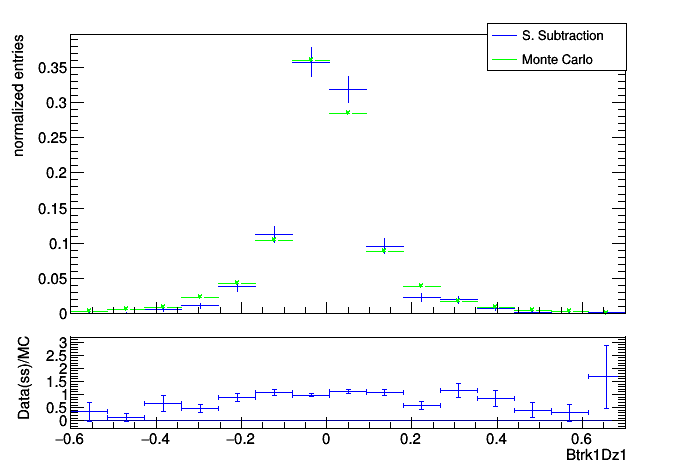 S. Subtraction
Monte Carlo
normalized entries
0.35
0.3
0.25
0.2
0.15
0.1
0.05
0
Data(ss)/MC
3
2.5
2
1.5
1
0.5
0
−0.6 −0.4 −0.2 0 0.2 0.4 0.6
Btrk1Dz1